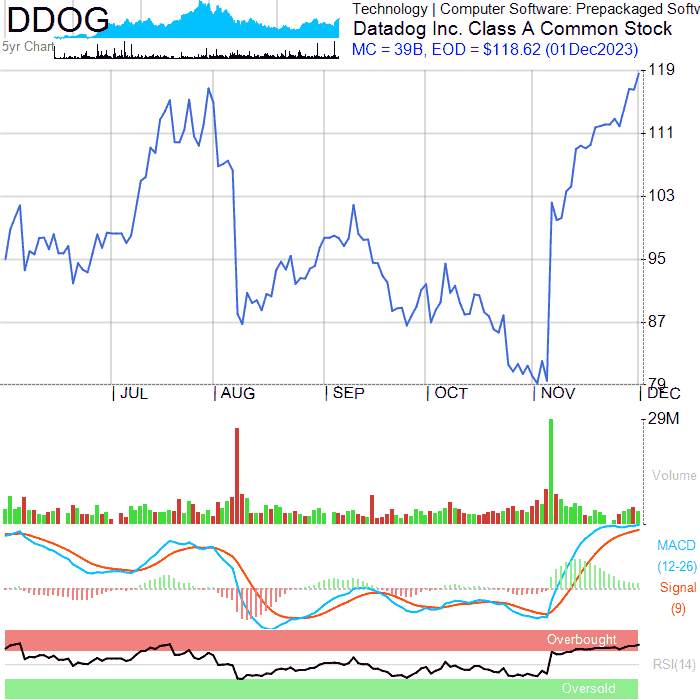 DDOG
5yr Chart
Technology | Computer Software: Prepackaged Softw
Datadog Inc. Class A Common Stock
MC = 39B, EOD = $118.62 (01Dec2023)
119
111
103
95
87
79
JUL AUG SEP OCT NOV DEC
29M
Volume
MACD
(12-26)
Signal
(9)
Overbought
RSI(14)
Oversold